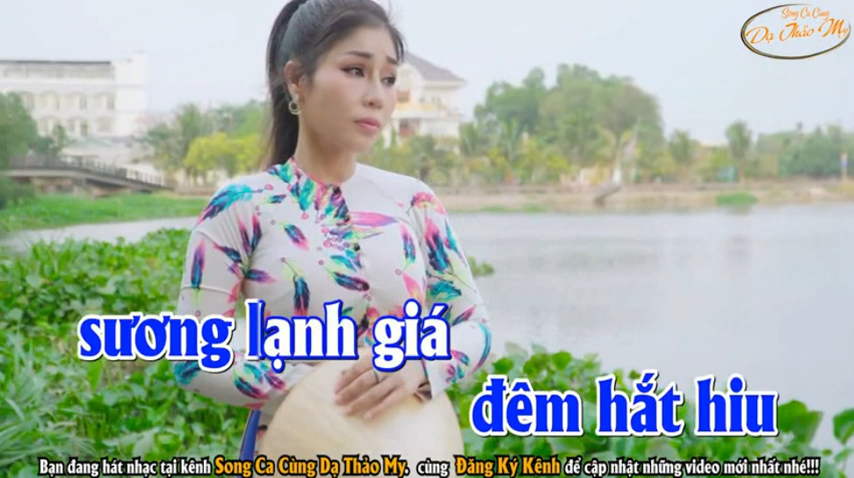 Song Ca Cùng
Dạ Thảo My
sương lạnh giá
đêm hắt hiu
Bạn đang hát nhạc tại kênh Song Ca Cùng Dạ Thảo My. cùng Đăng Ký Kênh để cập nhật những video mới nhất nhé!!!